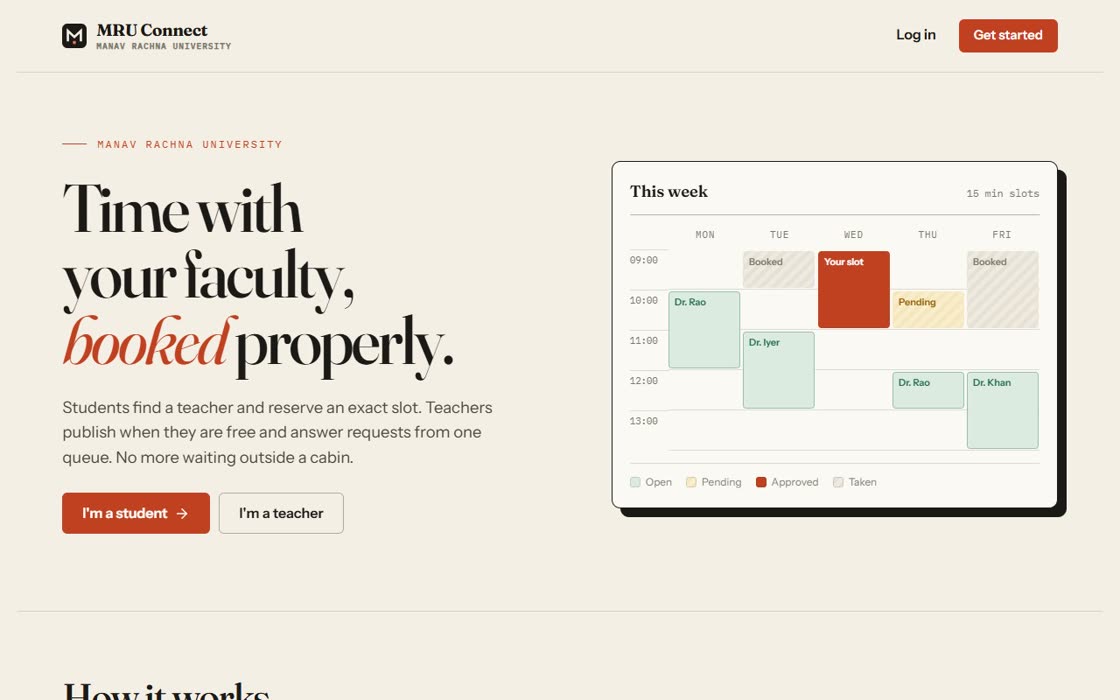 MRU Connect
MANAV RACHNA UNIVERSITY
Log in
Get started
MANAV RACHNA UNIVERSITY
Time with
your faculty,
booked properly.
Students find a teacher and reserve an exact slot. Teachers
publish when they are free and answer requests from one
queue. No more waiting outside a cabin.
I'm a student →
I'm a teacher
This week
15 min slots
MON TUE WED THU FRI
09:00
Booked
Your slot
Booked
10:00
Dr. Rao
Pending
11:00
Dr. Iyer
12:00
Dr. Rao
Dr. Khan
13:00
Open Pending Approved Taken
How it works